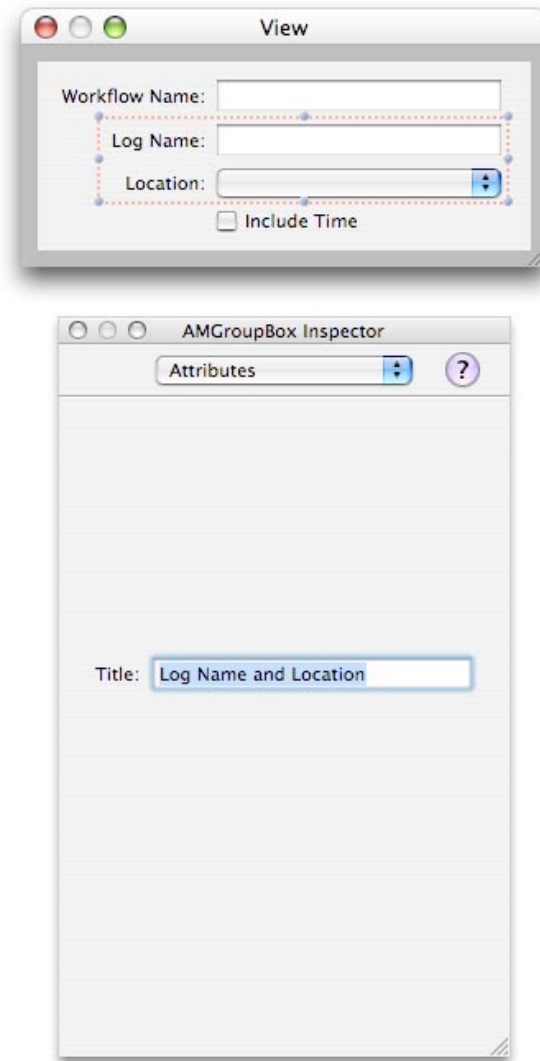 View
Workflow Name:
Log Name:
Location:
Include Time
AMGroupBox Inspector
Attributes
?
Title: Log Name and Location